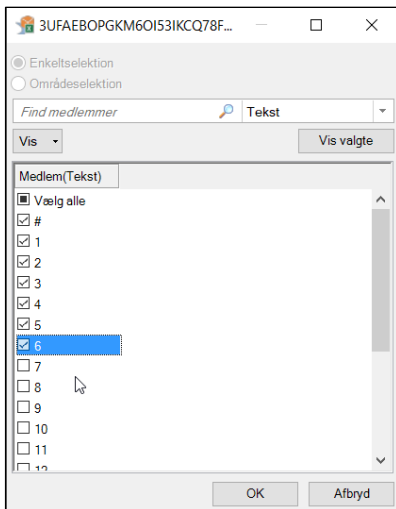 3UFAEBOPGKM6OI53IKCQ78F...
Enkeltselektion
Områdeselektion
Find medlemmer Tekst
Vis Vis valgte
Medlem(Tekst)
Vælg alle
#
1
2
3
4
5
6
7
8
9
10
11
12
OK Afbryd